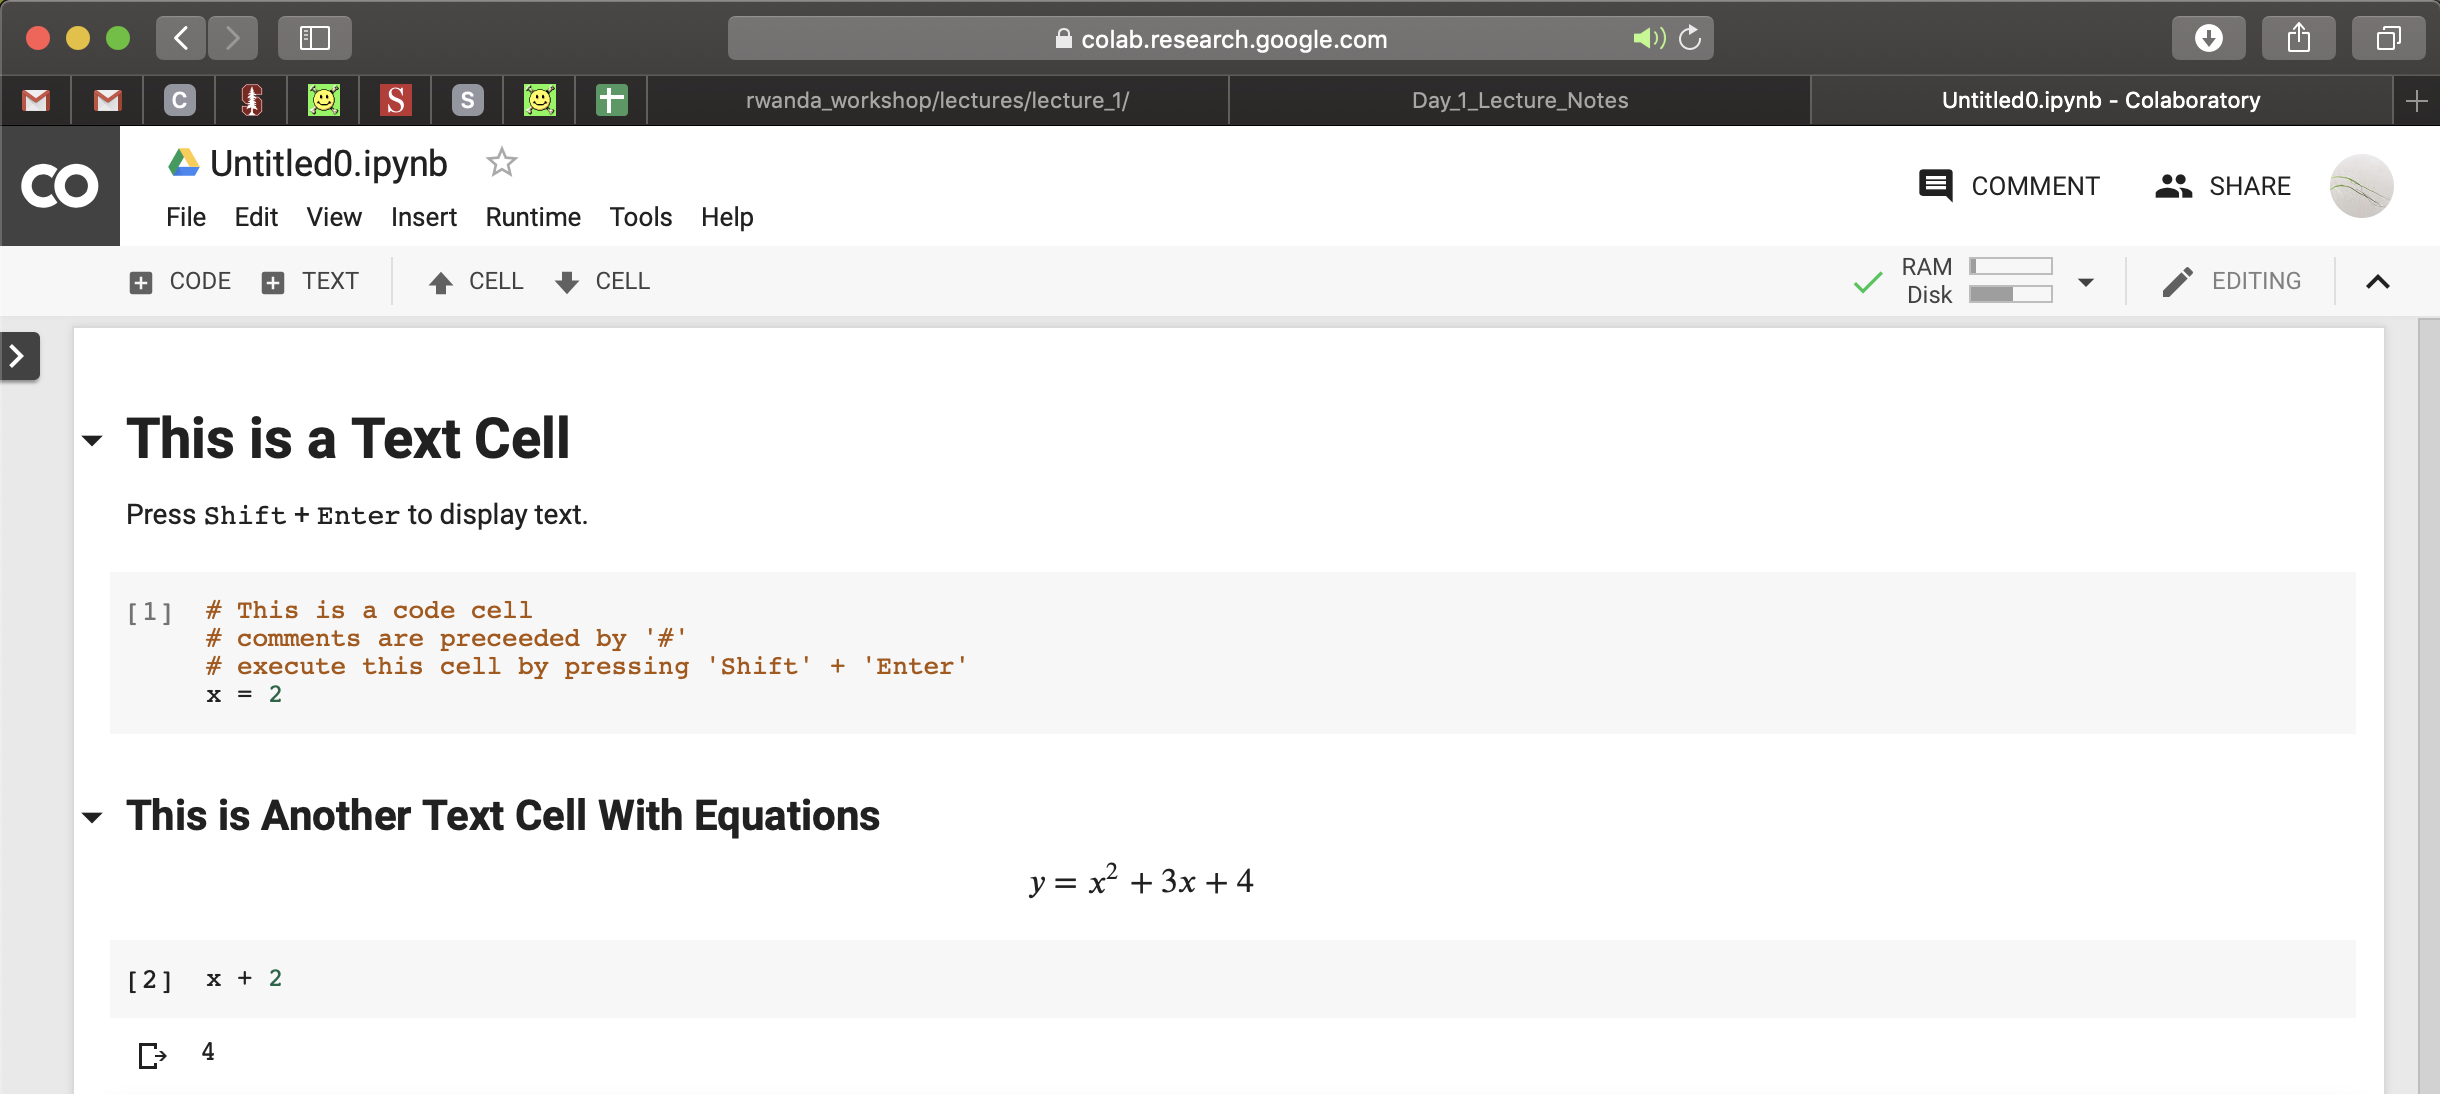 colab.research.google.com
C
S
S
rwanda_workshop/lectures/lecture_1/
Day_1_Lecture_Notes
Untitled0.ipynb - Colaboratory
CO
Untitled0.ipynb
COMMENT
SHARE
File Edit View Insert Runtime Tools Help
CODE TEXT CELL CELL
RAM
Disk
EDITING
This is a Text Cell
Press Shift + Enter to display text.
[1] # This is a code cell
# comments are preceeded by '#'
# execute this cell by pressing 'Shift' + 'Enter'
x = 2
This is Another Text Cell With Equations
y = x² + 3x + 4
[2] x + 2
4